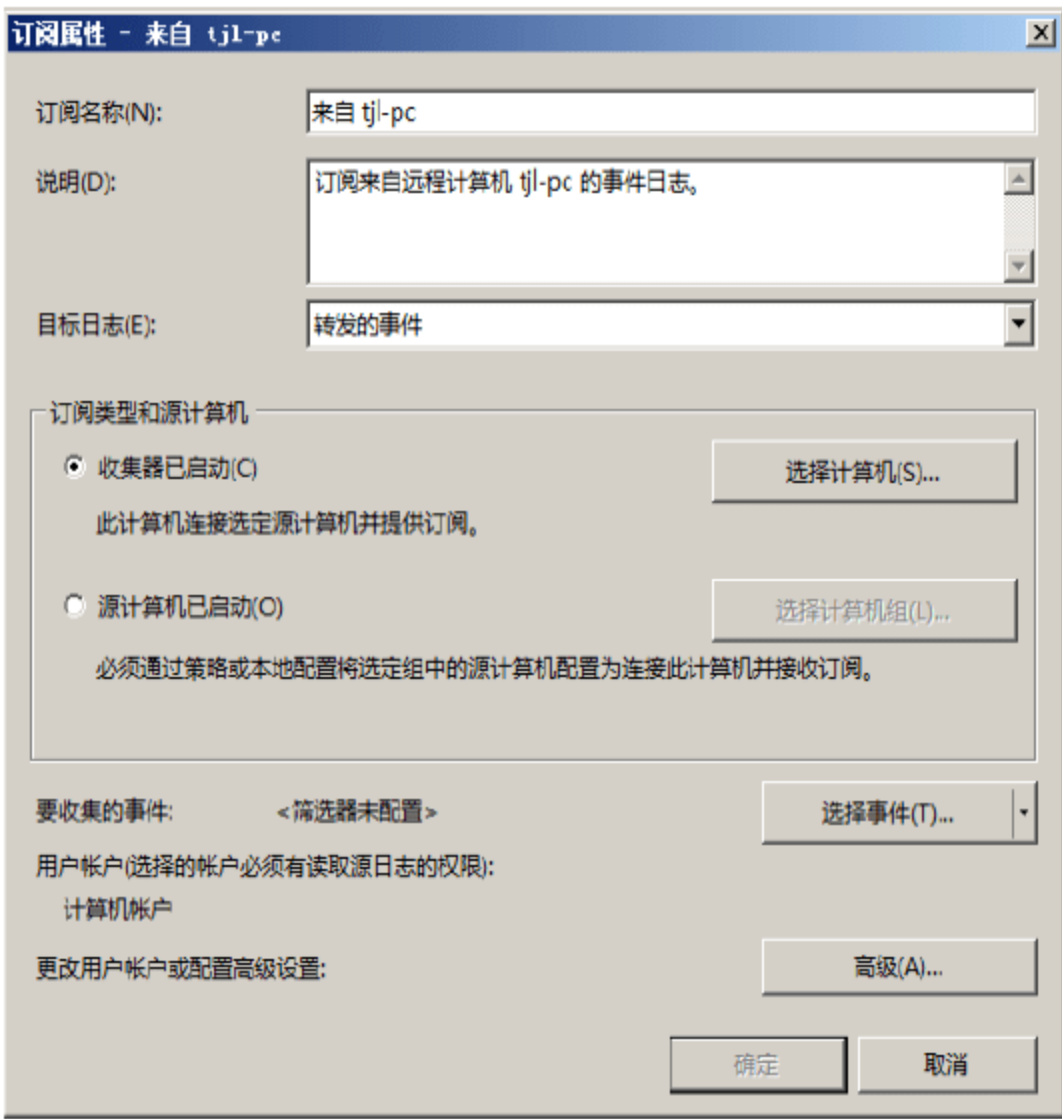 订阅属性 - 来自 tjl-pc
订阅名称(N): 来自 tjl-pc
说明(D): 订阅来自远程计算机 tjl-pc 的事件日志。
目标日志(E): 转发的事件
订阅类型和源计算机
收集器已启动(C) 选择计算机(S)...
此计算机连接选定源计算机并提供订阅。
源计算机已启动(O) 选择计算机组(L)...
必须通过策略或本地配置将选定组中的源计算机配置为连接此计算机并接收订阅。
要收集的事件: <筛选器未配置> 选择事件(T)...
用户帐户(选择的帐户必须有读取源日志的权限):
计算机帐户
更改用户帐户或配置高级设置: 高级(A)...
确定 取消